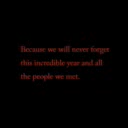 Because we will never forget
this incredible year and all
the people we met.